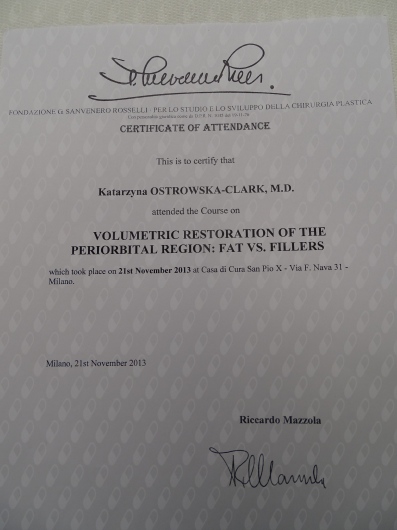 FONDAZIONE G. SANVENERO ROSSELLI - PER LO STUDIO E LO SVILUPPO DELLA CHIRURGIA PLASTICA
CERTIFICATE OF ATTENDANCE
This is to certify that
Katarzyna OSTROWSKA-CLARK, M.D.
attended the Course on
VOLUMETRIC RESTORATION OF THE
PERIORBITAL REGION: FAT VS. FILLERS
which took place on 21st November 2013 at Casa di Cura San Pio X - Via F. Nava 31 -
Milano.
Milano, 21st November 2013
Riccardo Mazzola